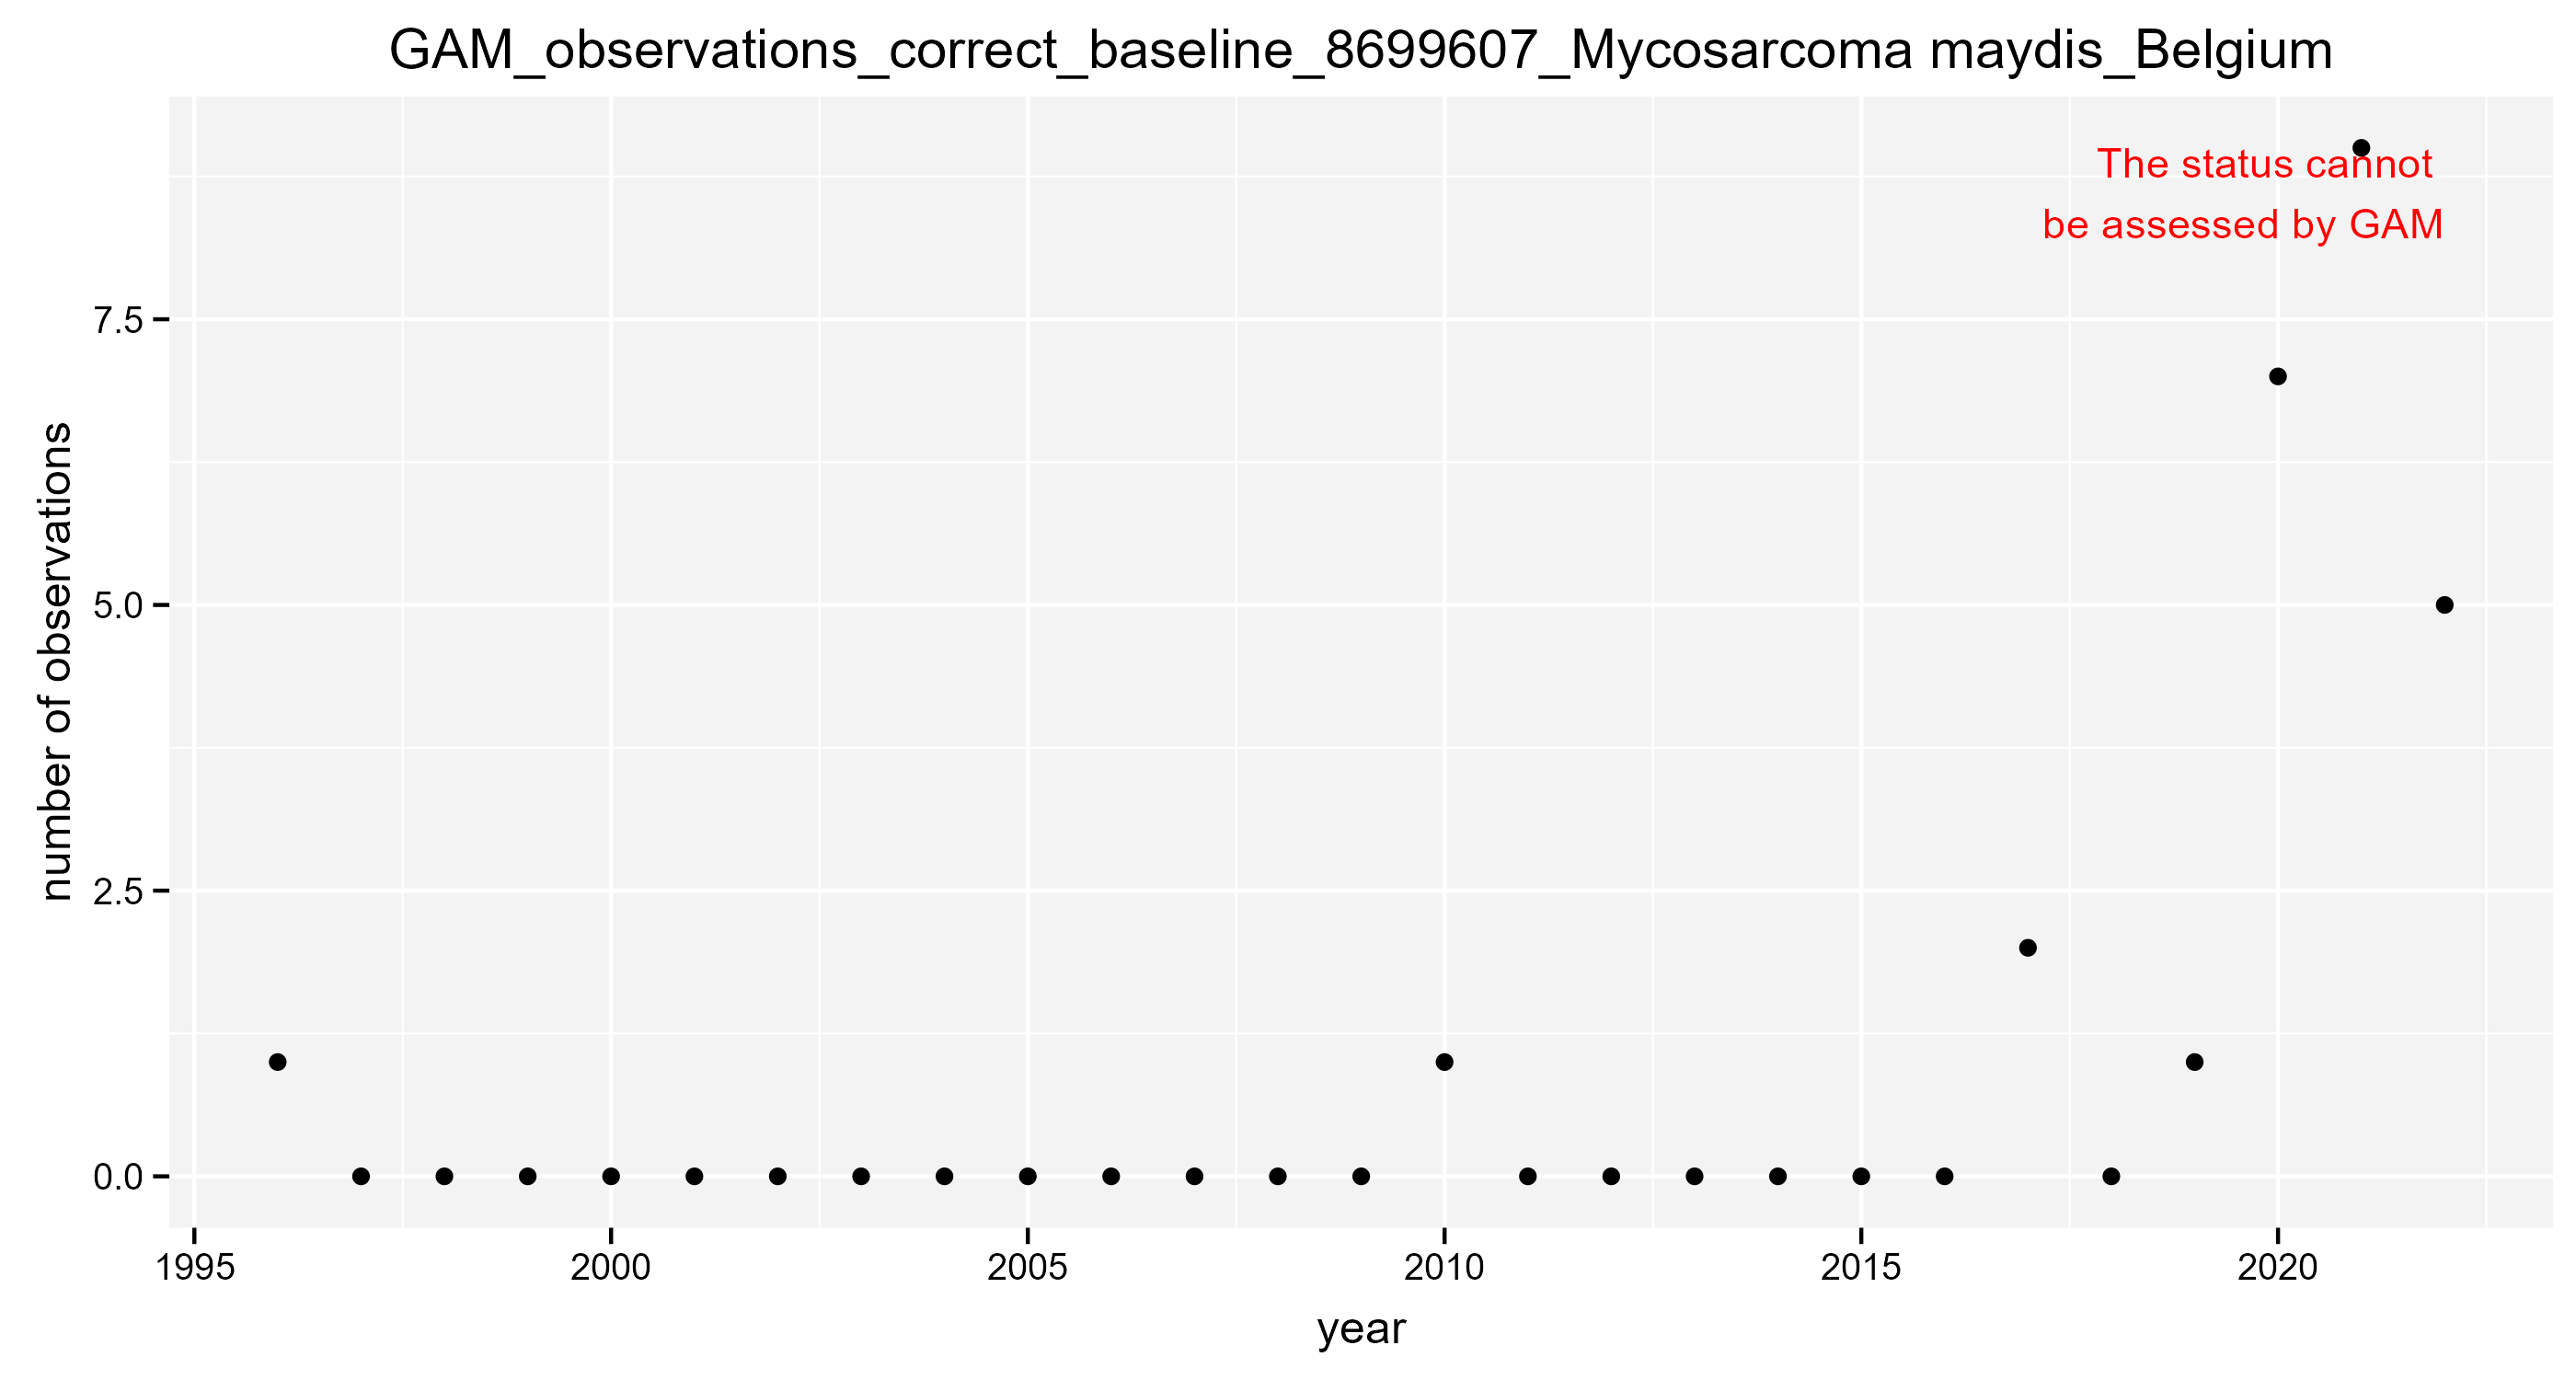 GAM_observations_correct_baseline_8699607_Mycosarcoma maydis_Belgium
The status cannot
be assessed by GAM
number of observations
7.5
5.0
2.5
0.0
1995 2000 2005 2010 2015 2020
year